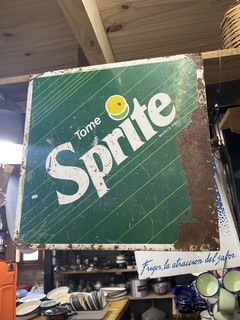 Tome
Sprite
Frigor, la atracción del sabor